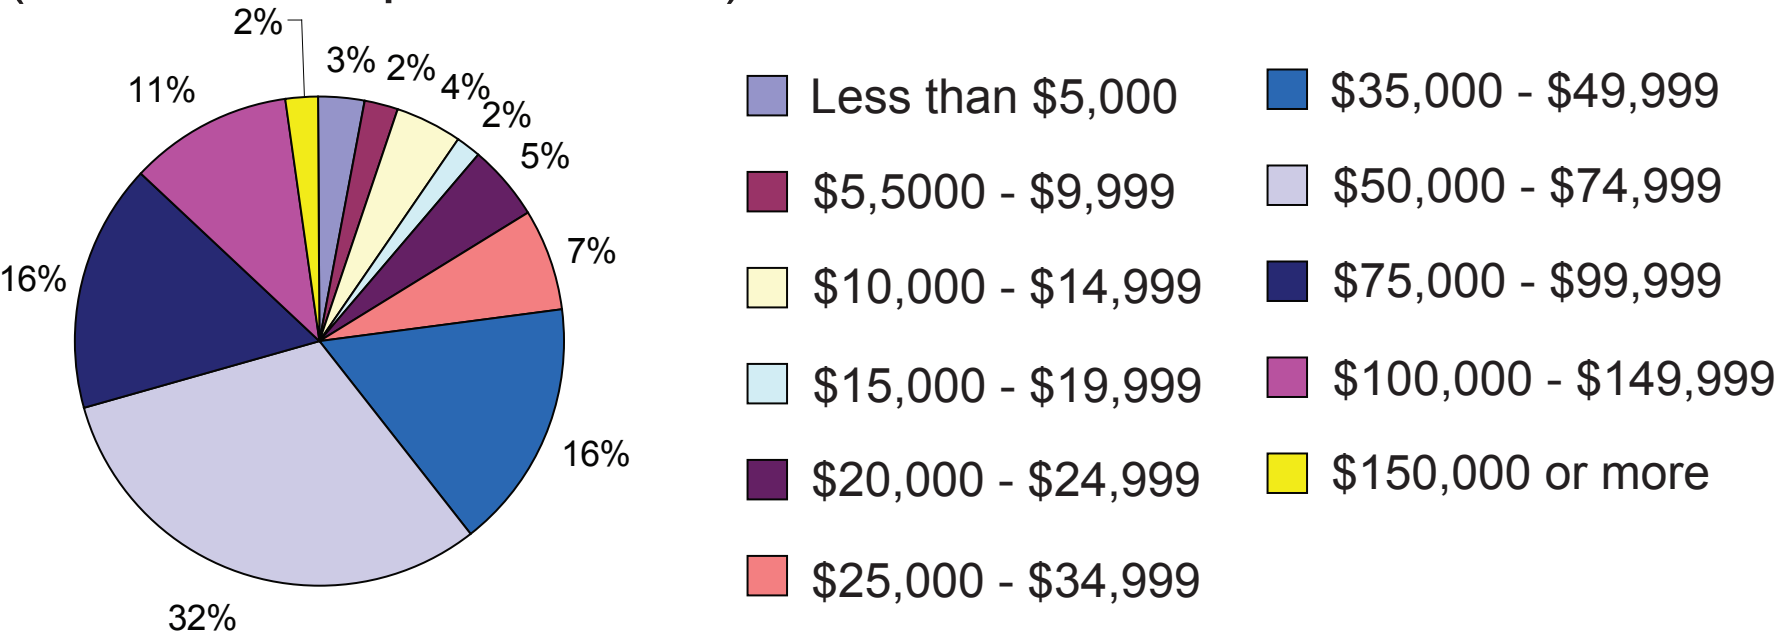 2%
3%
2%
4%
2%
5%
7%
16%
32%
16%
11%
Less than $5,000
$5,5000 - $9,999
$10,000 - $14,999
$15,000 - $19,999
$20,000 - $24,999
$25,000 - $34,999
$35,000 - $49,999
$50,000 - $74,999
$75,000 - $99,999
$100,000 - $149,999
$150,000 or more